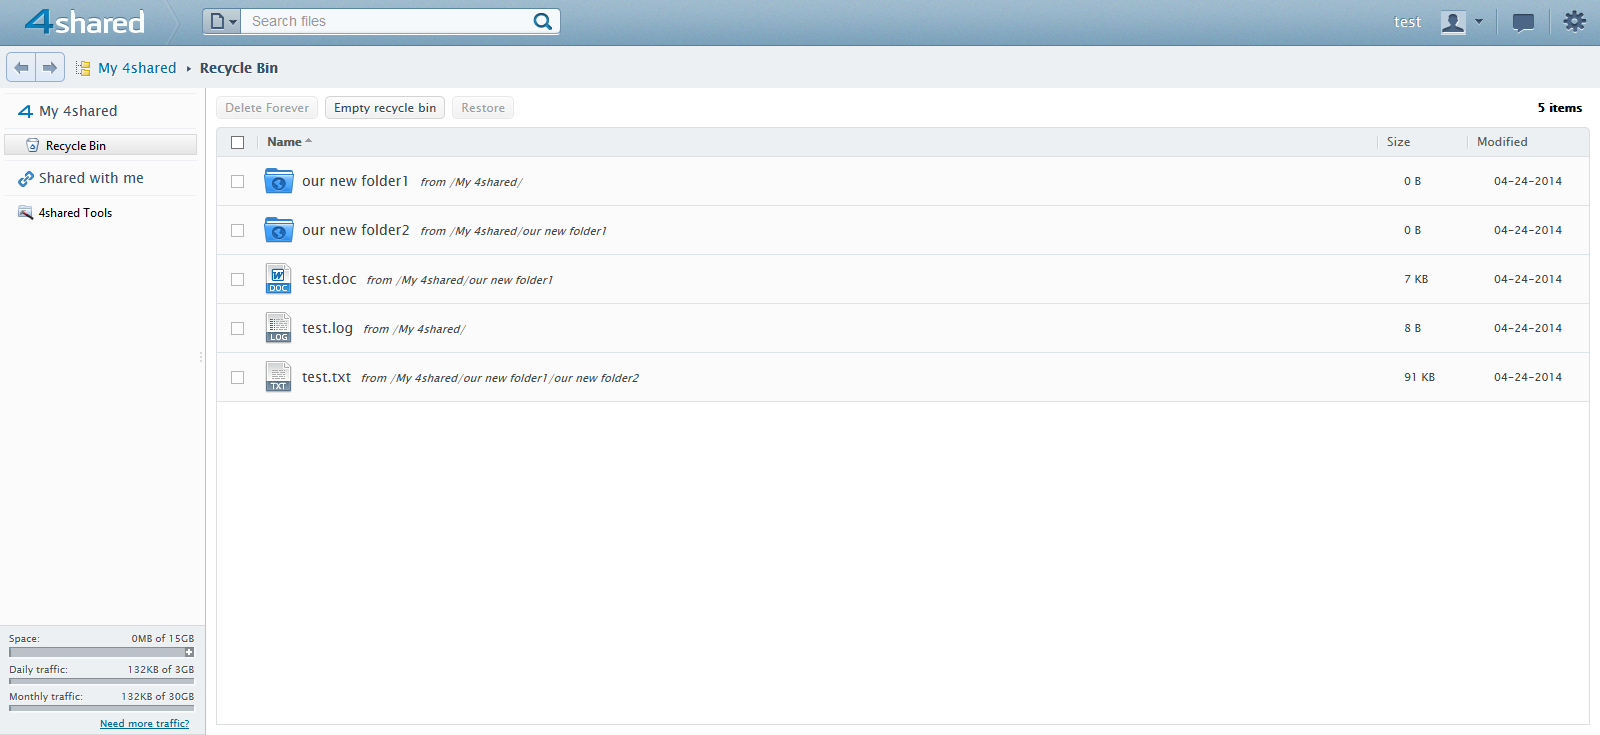 4shared Search files test
My 4shared ▸ Recycle Bin
My 4shared
Recycle Bin
Shared with me
4shared Tools
Delete Forever Empty recycle bin Restore 5 items
Name Size Modified
our new folder1 from /My 4shared/ 0 B 04-24-2014
our new folder2 from /My 4shared/our new folder1 0 B 04-24-2014
DOC test.doc from /My 4shared/our new folder1 7 KB 04-24-2014
LOG test.log from /My 4shared/ 8 B 04-24-2014
TXT test.txt from /My 4shared/our new folder1/our new folder2 91 KB 04-24-2014
Space: 0MB of 15GB
Daily traffic: 132KB of 3GB
Monthly traffic: 132KB of 30GB
Need more traffic?